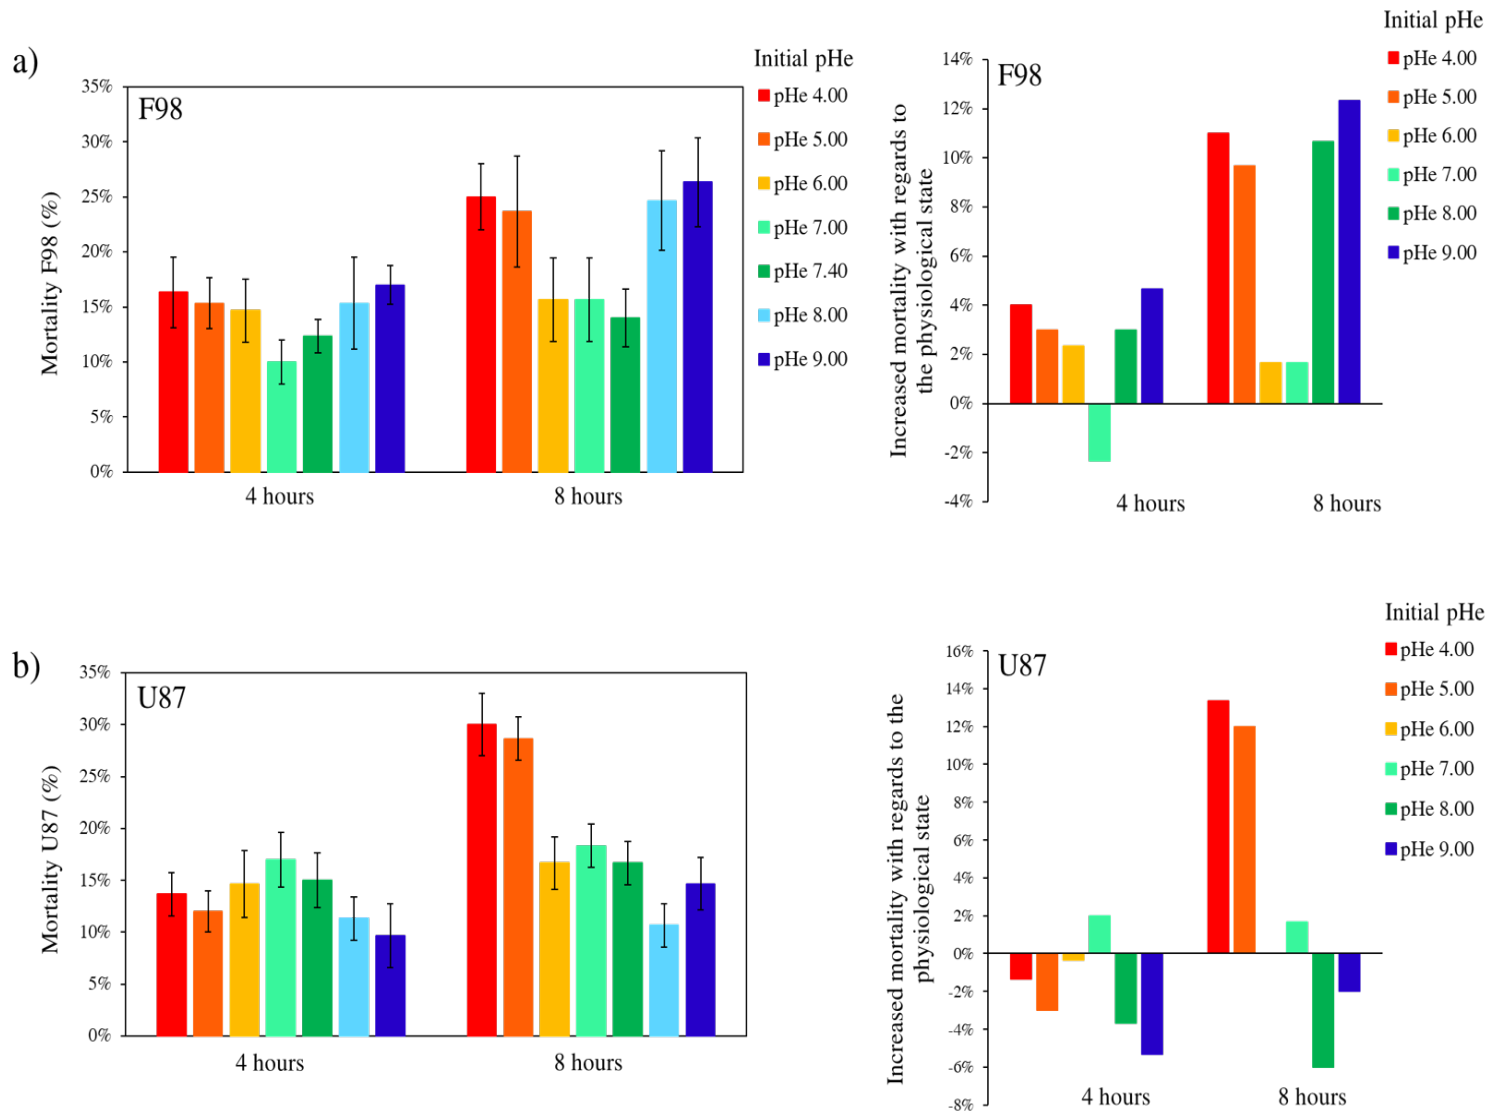 a)
F98
Mortality F98 (%)
35%
30%
25%
20%
15%
10%
5%
0%
4 hours
8 hours
Initial pHe
pHe 4.00
pHe 5.00
pHe 6.00
pHe 7.00
pHe 7.40
pHe 8.00
pHe 9.00
F98
Increased mortality with regards to
the physiological state
14%
12%
10%
8%
6%
4%
2%
0%
-2%
-4%
4 hours
8 hours
Initial pHe
pHe 4.00
pHe 5.00
pHe 6.00
pHe 7.00
pHe 8.00
pHe 9.00
b)
U87
Mortality U87 (%)
35%
30%
25%
20%
15%
10%
5%
0%
4 hours
8 hours
U87
Increased mortality with regards to the
physiological state
16%
14%
12%
10%
8%
6%
4%
2%
0%
-2%
-4%
-6%
-8%
4 hours
8 hours
Initial pHe
pHe 4.00
pHe 5.00
pHe 6.00
pHe 7.00
pHe 8.00
pHe 9.00